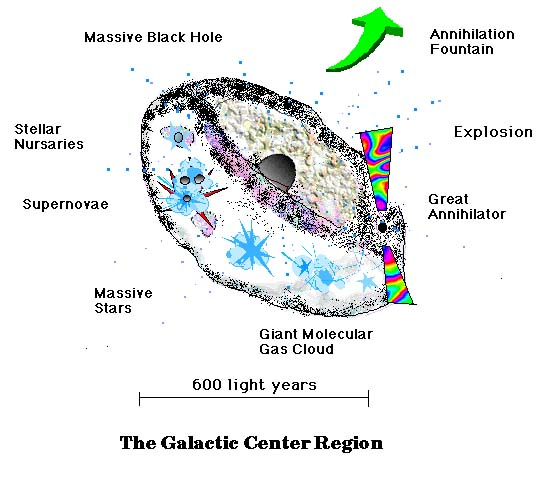 Massive Black Hole
Annihilation
Fountain
Stellar
Nursaries
Explosion
Supernovae
Great
Annihilator
Massive
Stars
Giant Molecular
Gas Cloud
600 light years
The Galactic Center Region